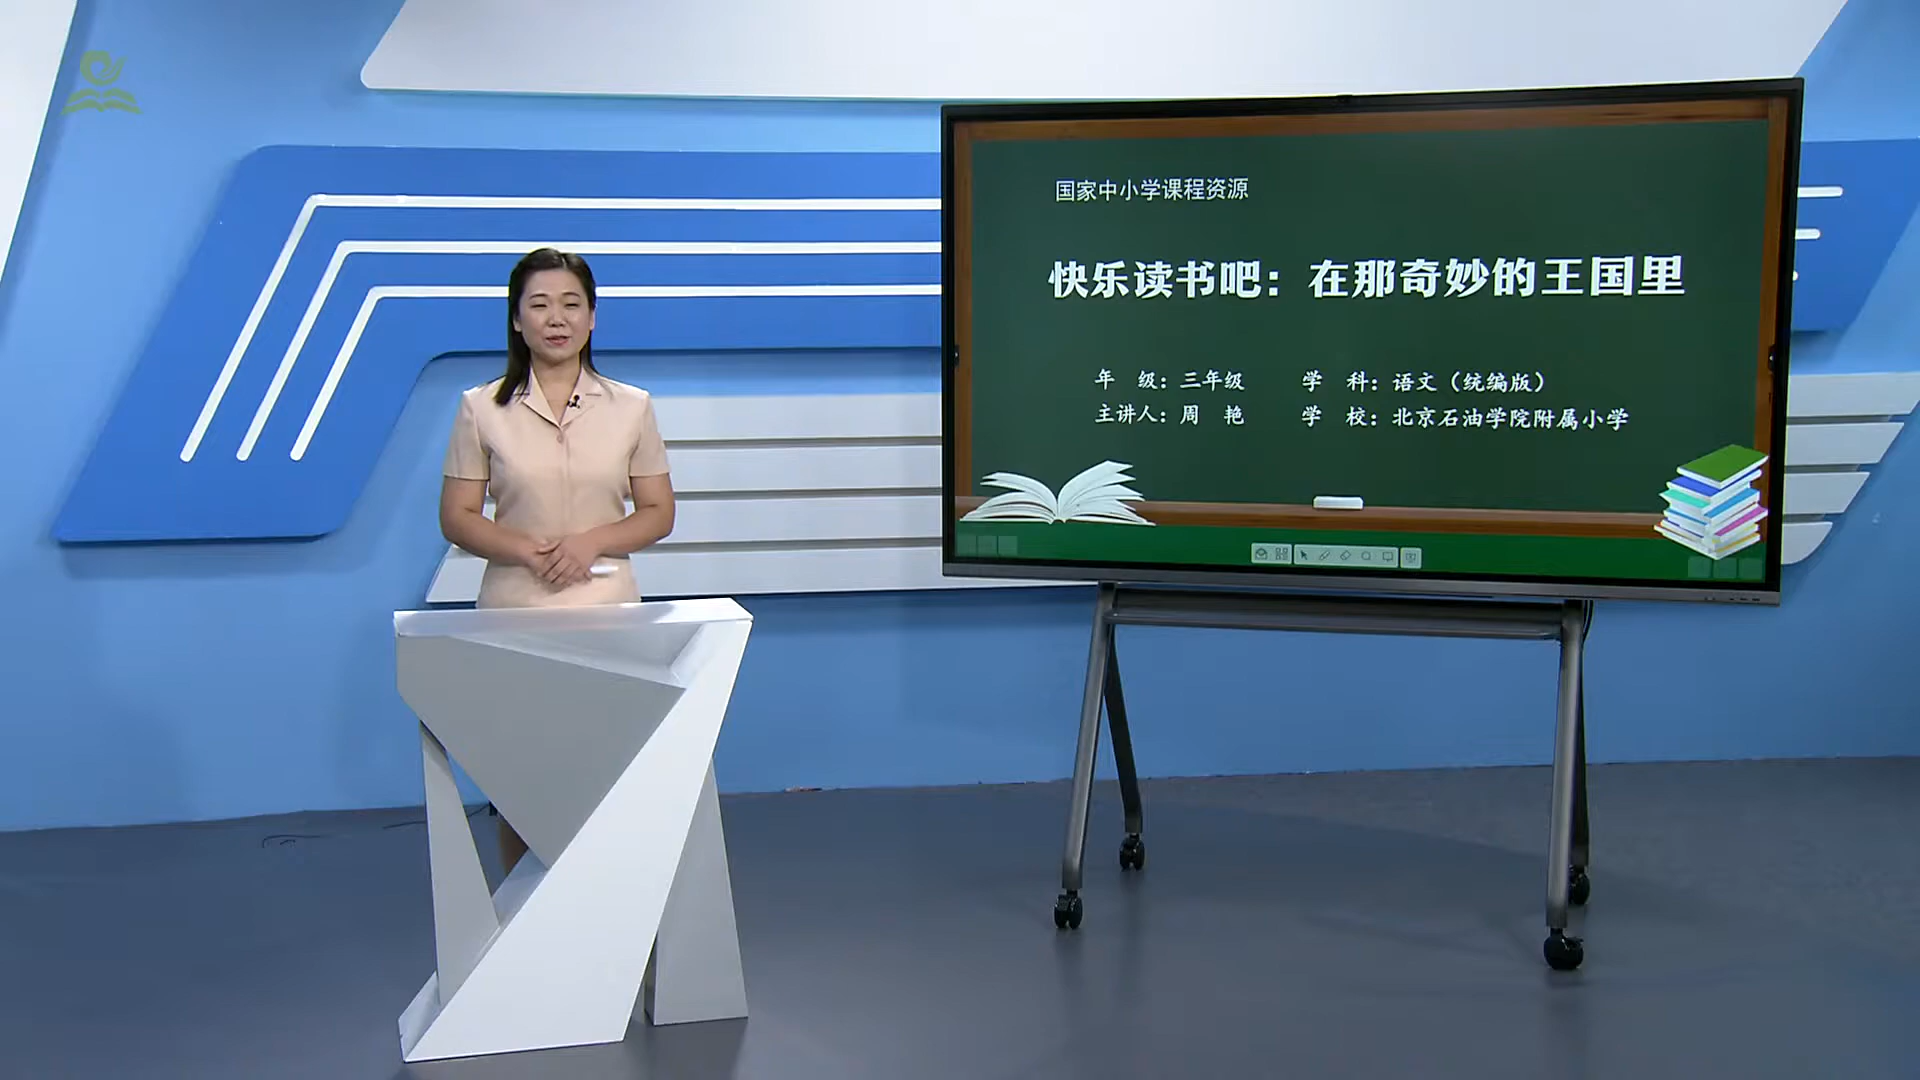 国家中小学课程资源
快乐读书吧：在那奇妙的王国里
年 级：三年级 学 科：语文（统编版）
主讲人：周 艳 学 校：北京石油学院附属小学